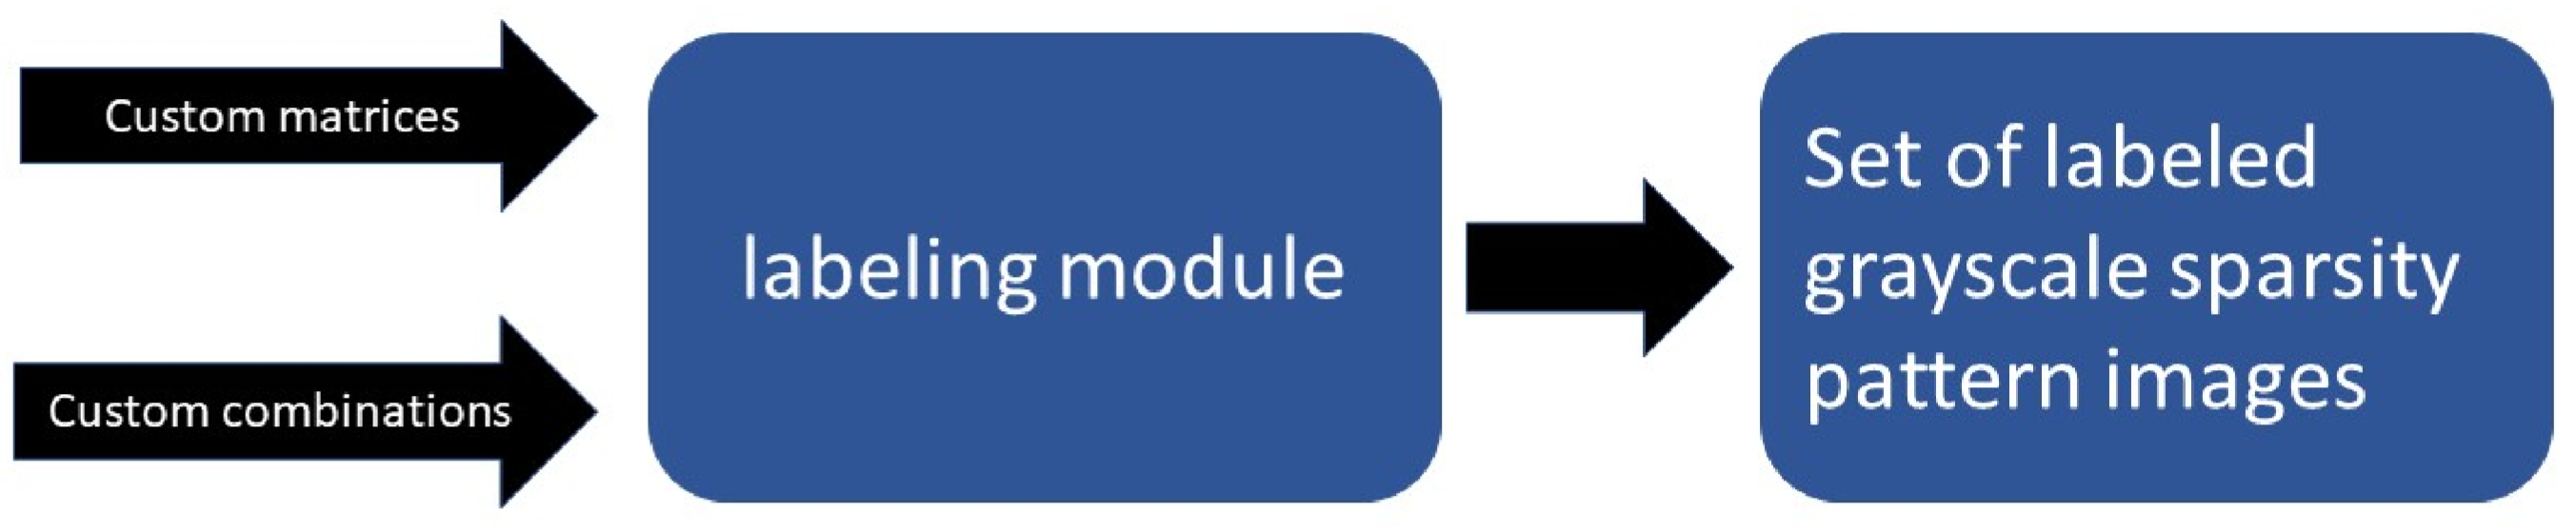 Custom matrices
Custom combinations
labeling module
Set of labeled
grayscale sparsity
pattern images